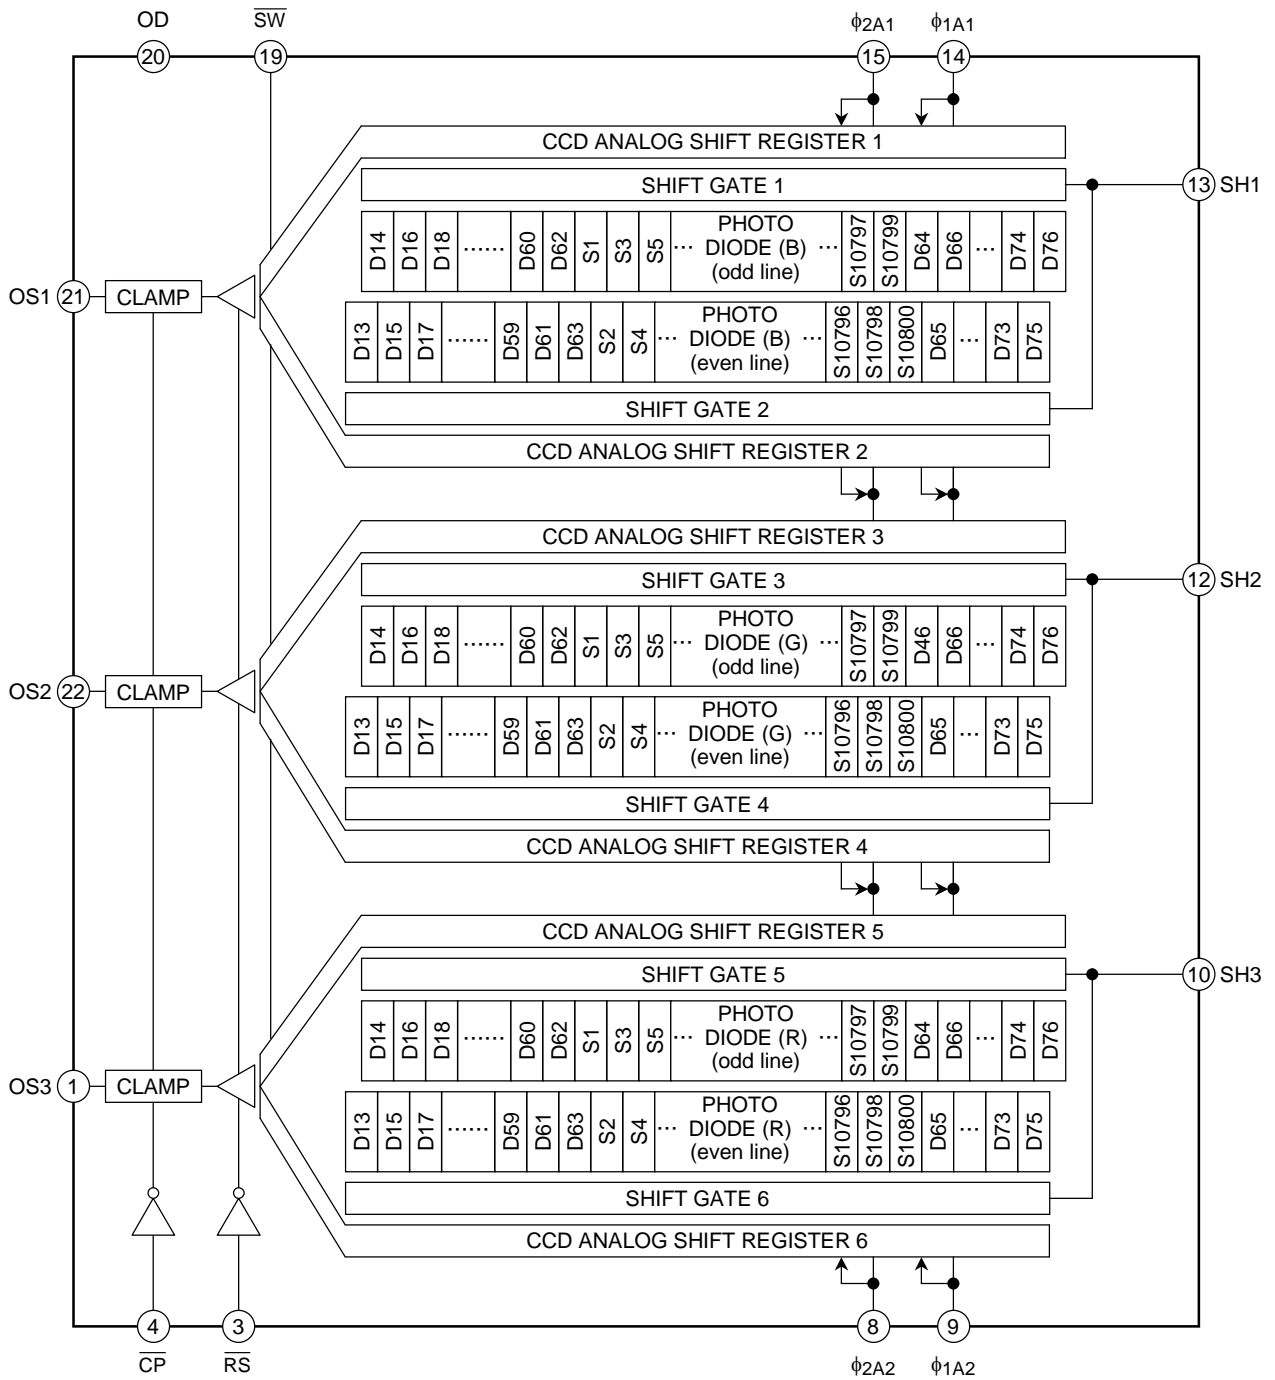 OD SW φ2A1 φ1A1
20 19 15 14
CCD ANALOG SHIFT REGISTER 1
SHIFT GATE 1
13 SH1
D14 D16 D18 ...... D60 D62 S1 S3 S5 ... PHOTO DIODE (B) (odd line) ... S10797 S10799 D64 D66 ... D74 D76
OS1 21 CLAMP
D13 D15 D17 ...... D59 D61 D63 S2 S4 ... PHOTO DIODE (B) (even line) ... S10796 S10798 S10800 D65 ... D73 D75
SHIFT GATE 2
CCD ANALOG SHIFT REGISTER 2
CCD ANALOG SHIFT REGISTER 3
SHIFT GATE 3
12 SH2
D14 D16 D18 ...... D60 D62 S1 S3 S5 ... PHOTO DIODE (G) (odd line) ... S10797 S10799 D46 D66 ... D74 D76
OS2 22 CLAMP
D13 D15 D17 ...... D59 D61 D63 S2 S4 ... PHOTO DIODE (G) (even line) ... S10796 S10798 S10800 D65 ... D73 D75
SHIFT GATE 4
CCD ANALOG SHIFT REGISTER 4
CCD ANALOG SHIFT REGISTER 5
SHIFT GATE 5
10 SH3
D14 D16 D18 ...... D60 D62 S1 S3 S5 ... PHOTO DIODE (R) (odd line) ... S10797 S10799 D64 D66 ... D74 D76
OS3 1 CLAMP
D13 D15 D17 ...... D59 D61 D63 S2 S4 ... PHOTO DIODE (R) (even line) ... S10796 S10798 S10800 D65 ... D73 D75
SHIFT GATE 6
CCD ANALOG SHIFT REGISTER 6
4 3 8 9
CP RS φ2A2 φ1A2